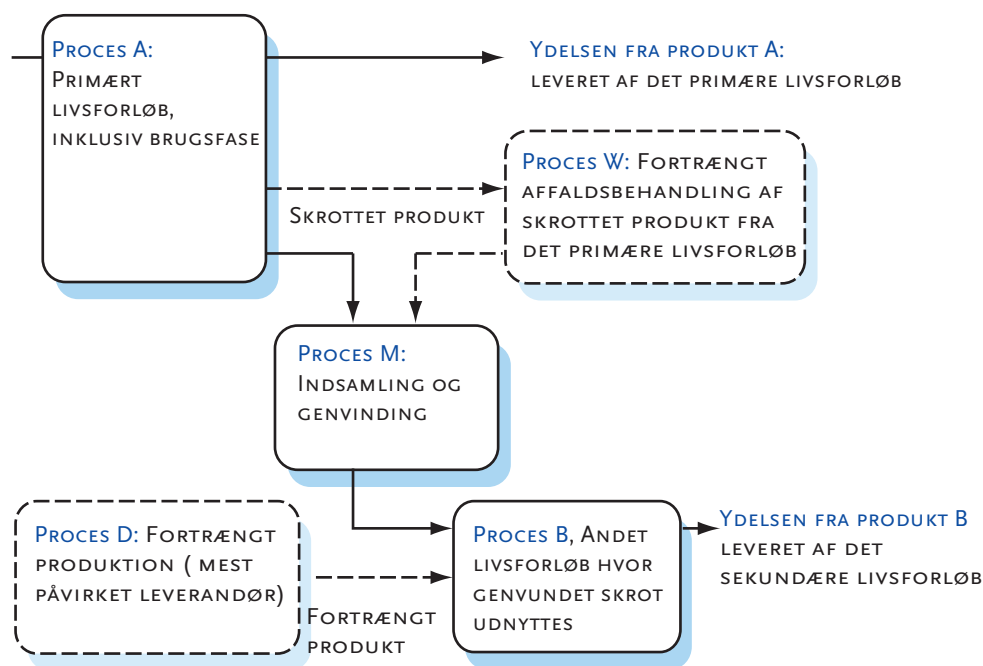 Proces A:
Primært
livsforløb,
inklusiv brugsfase
Ydelsen fra produkt A:
leveret af det primære livsforløb
Proces W: Fortrængt
affaldsbehandling af
skrottet produkt fra
det primære livsforløb
Skrottet produkt
Proces M:
Indsamling og
genvinding
Proces D: Fortrængt
produktion ( mest
påvirket leverandør)
Fortrængt
produkt
Proces B, Andet
livsforløb hvor
genvundet skrot
udnyttes
Ydelsen fra produkt B
leveret af det
sekundære livsforløb